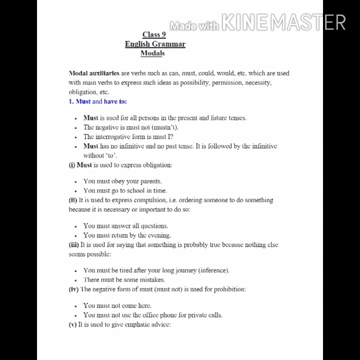 Made with KINEMASTER
Class 9
English Grammar
Modals
Modal auxiliaries are verbs such as can, must, could, would, etc. which are used
with main verbs to express such ideas as possibility, permission, necessity,
obligation, etc.
1. Must and have to:
• Must is used for all persons in the present and future tenses.
• The negative is must not (mustn't).
• The interrogative form is must I?
• Must has no infinitive and no past tense. It is followed by the infinitive
without 'to'.
(i) Must is used to express obligation:
• You must obey your parents.
• You must go to school in time.
(ii) It is used to express compulsion, i.e. ordering someone to do something
because it is necessary or important to do so:
• You must answer all questions.
• You must return by the evening.
(iii) It is used for saying that something is probably true because nothing else
seems possible:
• You must be tired after your long journey (inference).
• There must be some mistakes.
(iv) The negative form of must (must not) is used for prohibition:
• You must not come here.
• You must not use the office phone for private calls.
(v) It is used to give emphatic advice: